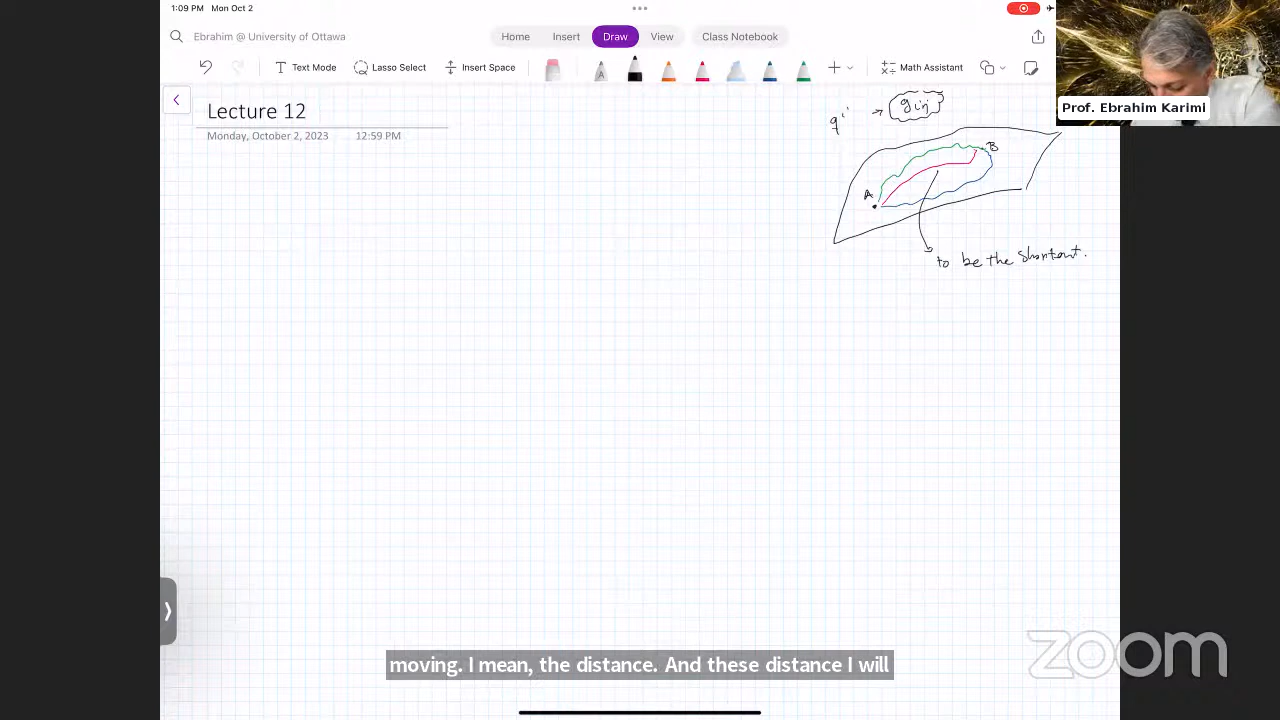 1:09 PM Mon Oct 2
Ebrahim @ University of Ottawa
Home Insert Draw View Class Notebook
Text Mode Lasso Select Insert Space Math Assistant
Prof. Ebrahim Karimi
Lecture 12
Monday, October 2, 2023 12:59 PM
q^i → g_ij
B
A
to be the shortest.
moving. I mean, the distance. And these distance I will
zoom